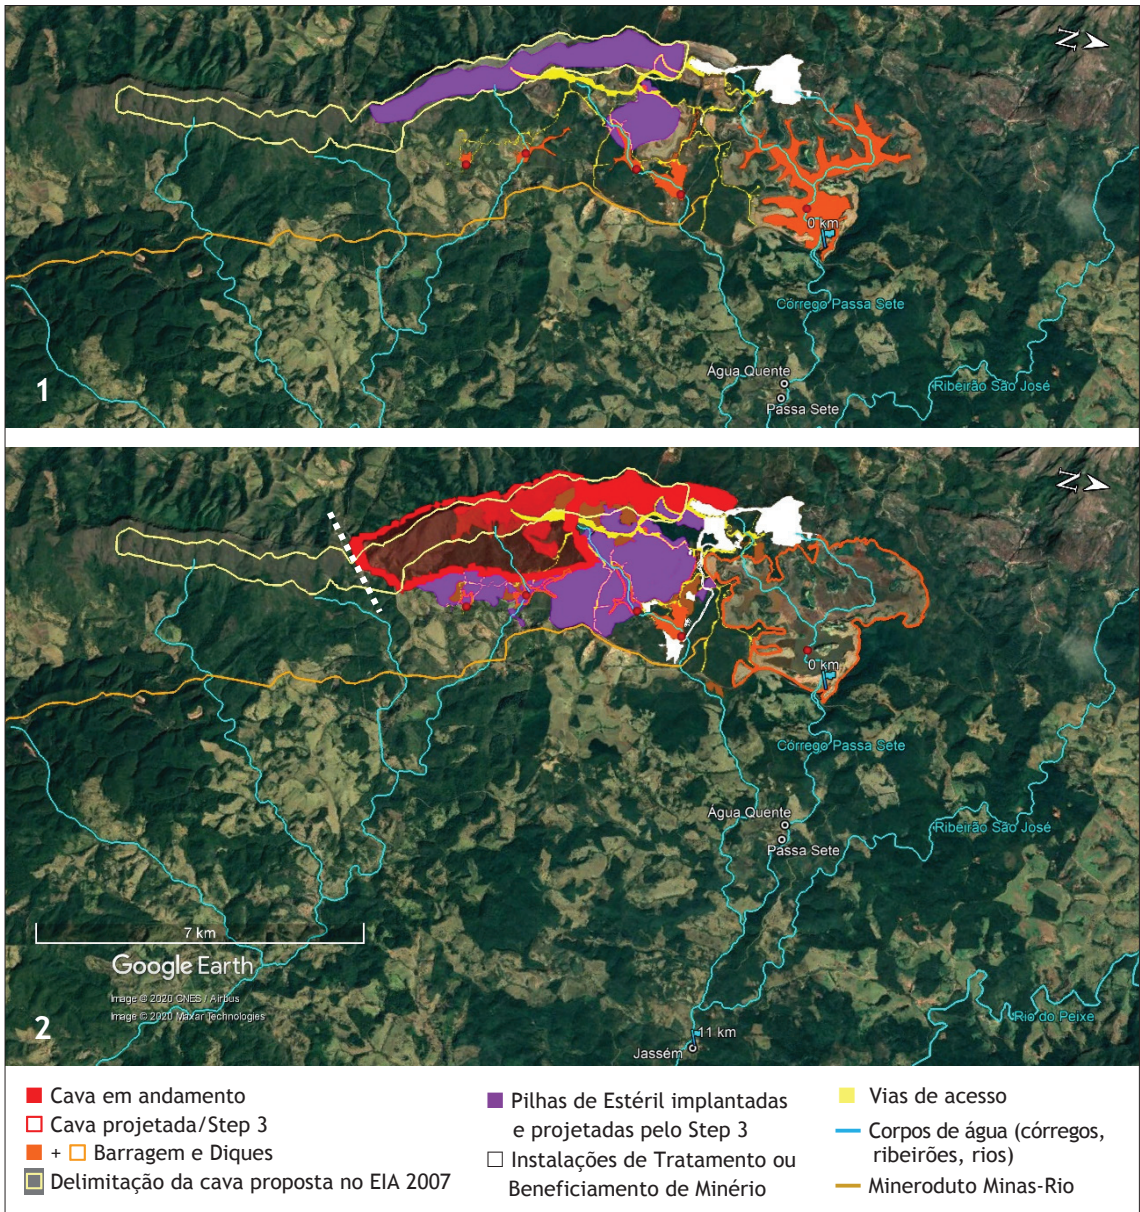 N
0 km
Córrego Passa Sete
Água Quente
Passa Sete
Ribeirão São José
1
N
0 km
Córrego Passa Sete
Água Quente
Ribeirão São José
Passa Sete
7 km
Google Earth
Image © 2020 CNES / Airbus
Image © 2020 Maxar Technologies
2
11 km
Jassém
Rio do Peixe
Cava em andamento
Cava projetada/Step 3
+ Barragem e Diques
Delimitação da cava proposta no EIA 2007
Pilhas de Estéril implantadas
e projetadas pelo Step 3
Instalações de Tratamento ou
Beneficiamento de Minério
Vias de acesso
Corpos de água (córregos,
ribeirões, rios)
Mineroduto Minas-Rio